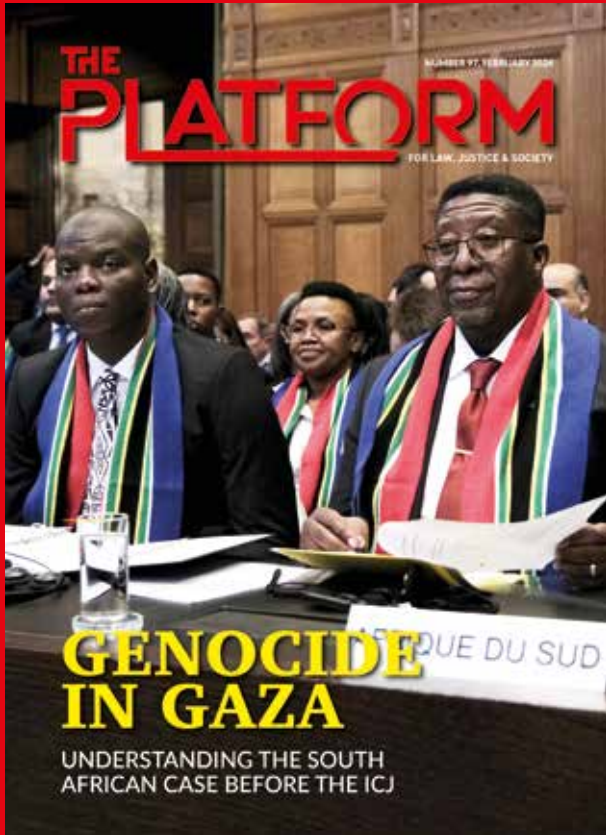 THE
PLATFORM
NUMBER 97, FEBRUARY 2024
FOR LAW, JUSTICE & SOCIETY
GENOCIDE
IN GAZA
QUE DU SUD
UNDERSTANDING THE SOUTH
AFRICAN CASE BEFORE THE ICJ